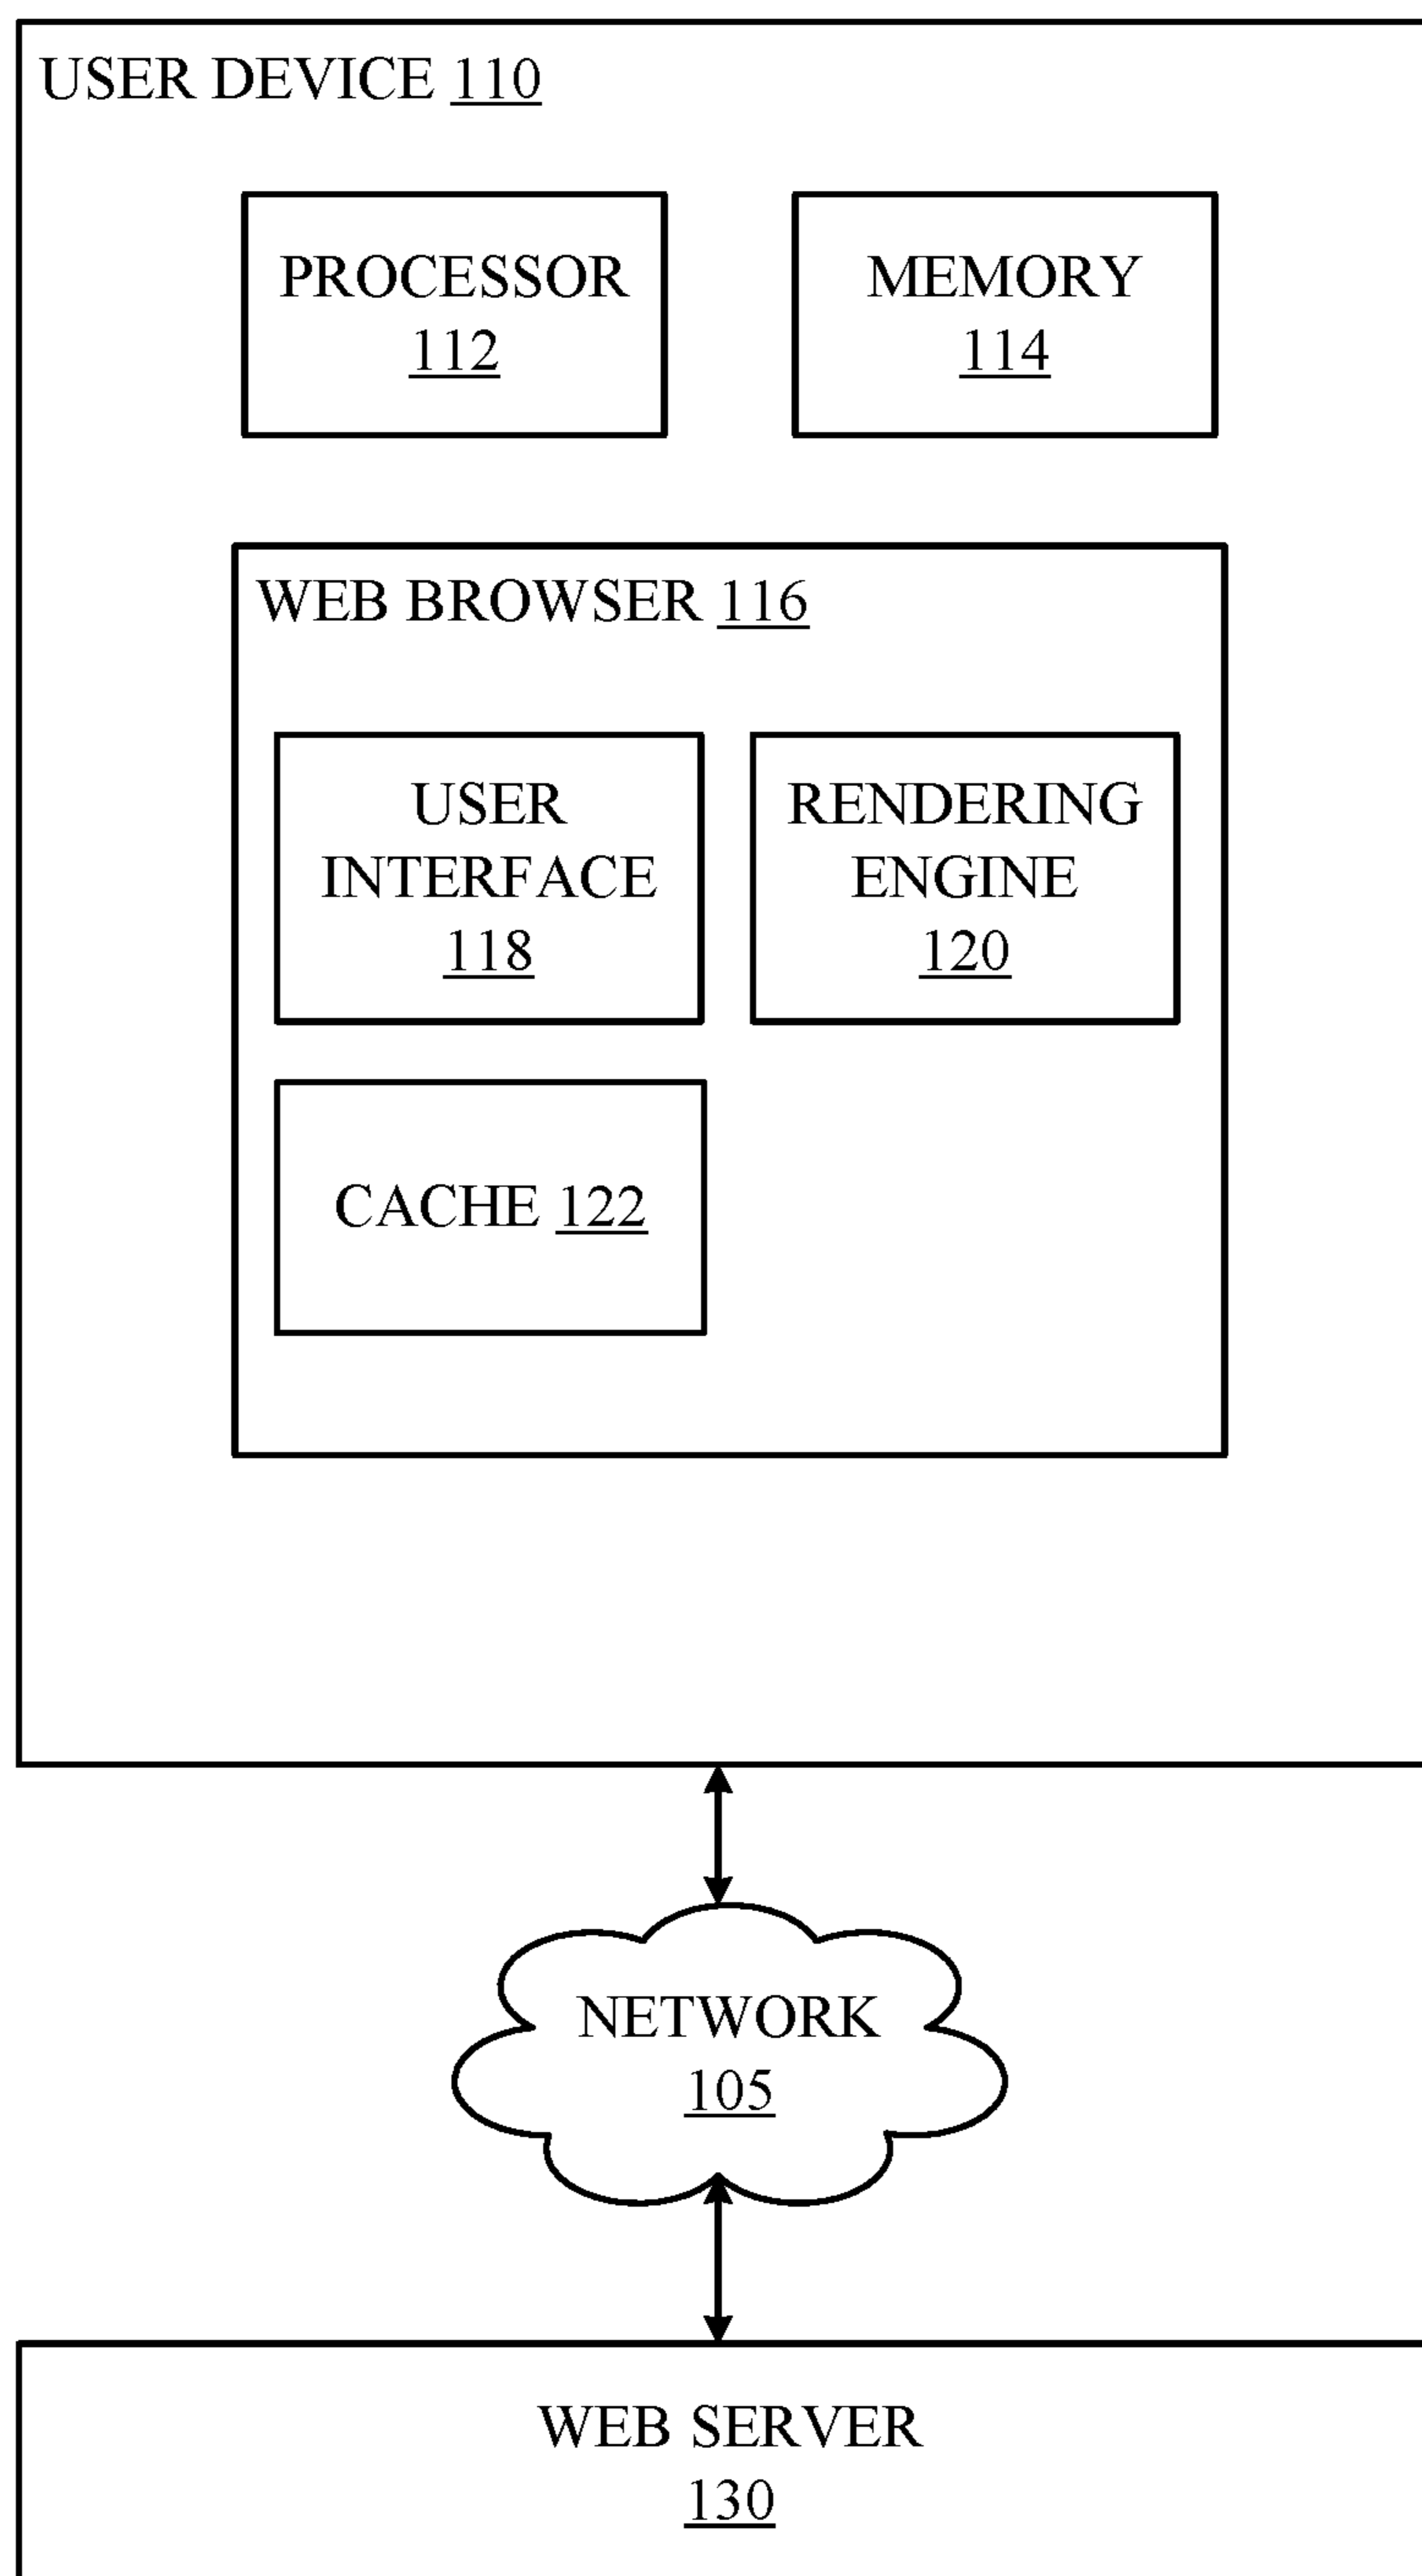 USER DEVICE 110
PROCESSOR
112
MEMORY
114
WEB BROWSER 116
USER
INTERFACE
118
RENDERING
ENGINE
120
CACHE 122
NETWORK
105
WEB SERVER
130